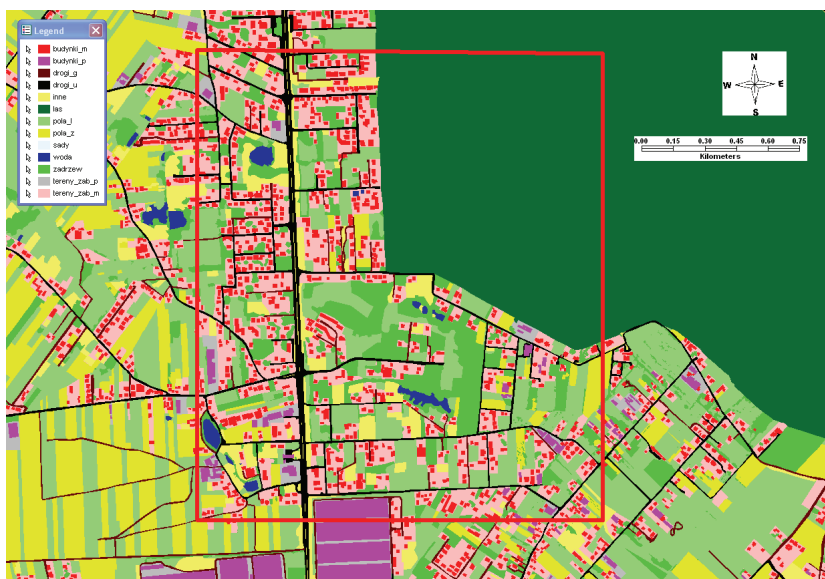 Legend
budynki_m
budynki_p
drogi_g
drogi_u
inne
las
pola_l
pola_z
sady
woda
zadrzew
tereny_zab_p
tereny_zab_m
N
W E
S
0.00 0.15 0.30 0.45 0.60 0.75
Kilometers